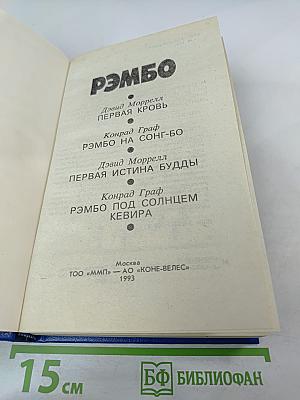 РЭМБО
Дэвид Моррелл
ПЕРВАЯ КРОВЬ
Конрад Граф
РЭМБО НА СОНГ-БО
Дэвид Моррелл
ПЕРВАЯ ИСТИНА БУДДЫ
Конрад Граф
РЭМБО ПОД СОЛНЦЕМ
КЕВИРА
Москва
ТОО «ММП» — АО «КОНЕ-ВЕЛЕС»
1993
15 см
БФ БИБЛИОФАН